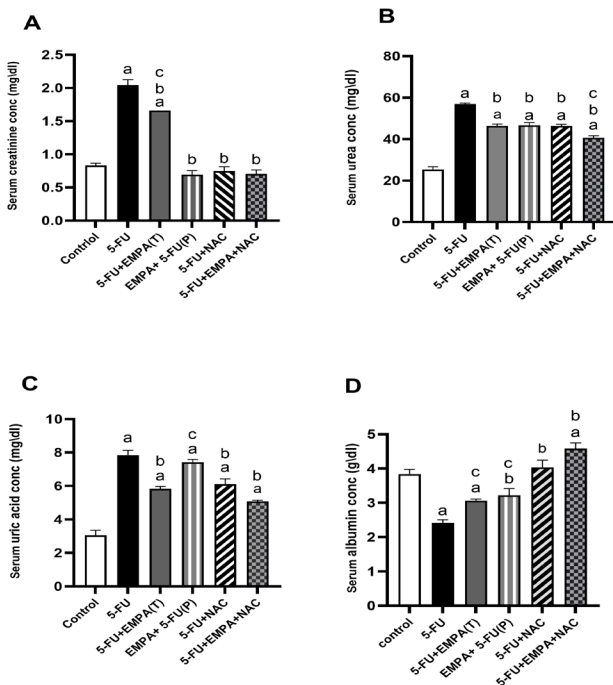 A
Serum creatinine conc (mg\dl)
2.5
2.0
1.5
1.0
0.5
0.0
a
c
b
a
b
b
b
Contriol
5-FU
5-FU+EMPA(T)
EMPA+ 5-FU(P)
5-FU+NAC
5-FU+EMPA+NAC
B
Serum urea conc (mg\dl)
60
40
20
0
a
b
a
b
a
b
a
c
b
a
Control
5-FU
5-FU+EMPA(T)
EMPA+ 5-FU(P)
5-FU+NAC
5-FU+EMPA+NAC
C
Serum uric acid conc (mg\dl)
8
6
4
2
0
a
b
a
c
a
b
a
b
a
Control
5-FU
5-FU+EMPA(T)
EMPA+ 5-FU(P)
5-FU+NAC
5-FU+EMPA+NAC
D
Serum albumin conc (g\dl)
5
4
3
2
1
0
a
c
a
c
b
b
b
a
control
5-FU
5-FU+EMPA(T)
EMPA+ 5-FU(P)
5-FU+NAC
5-FU+EMPA+NAC